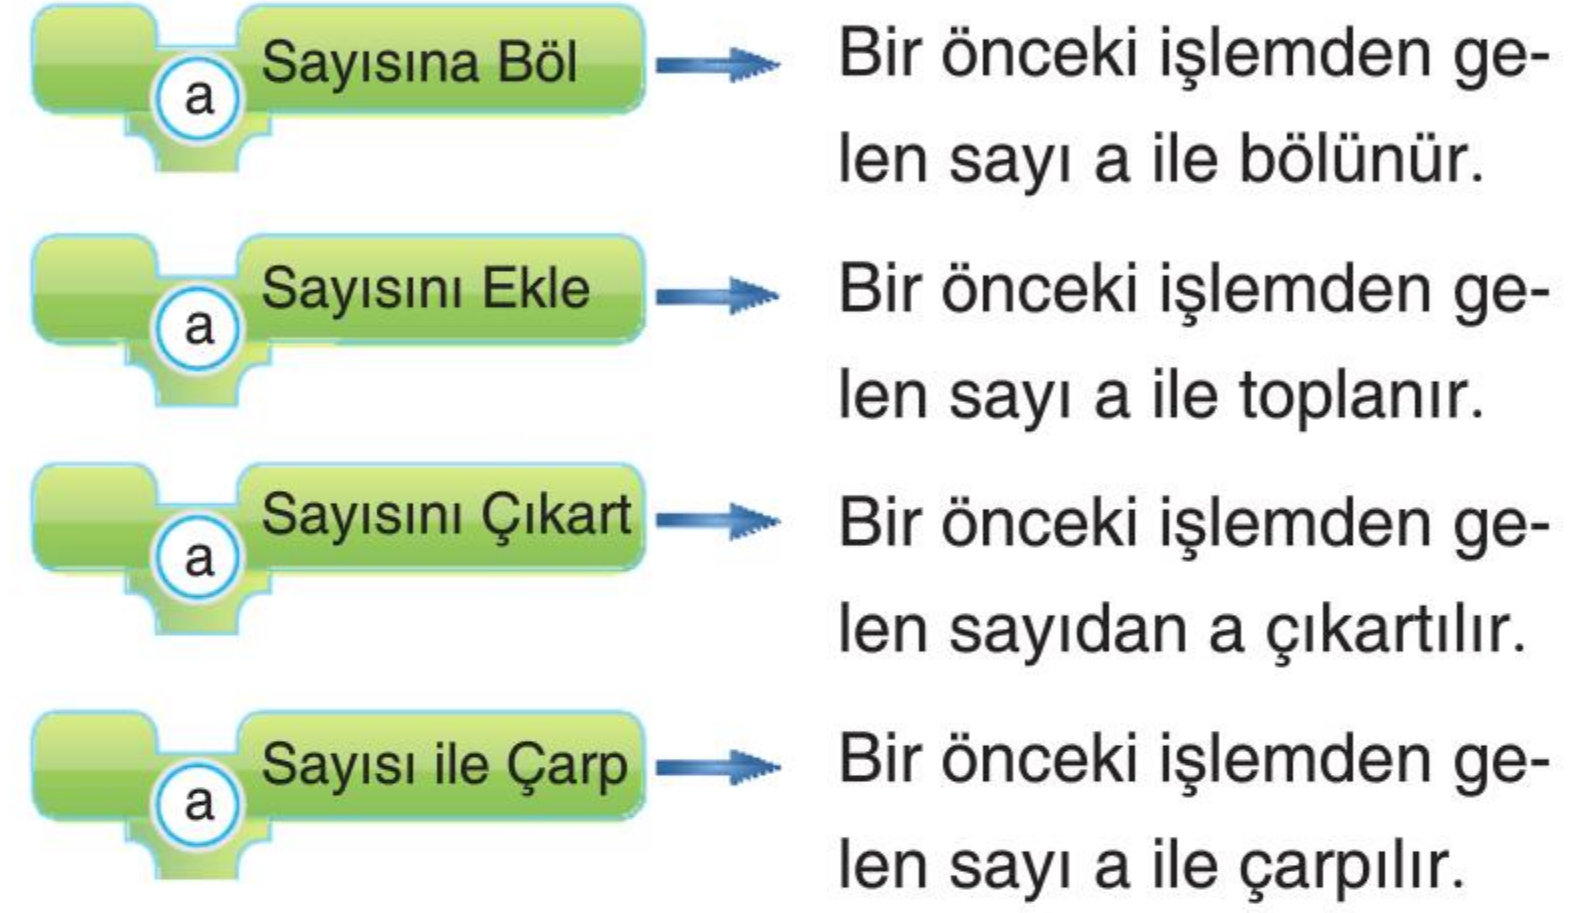 Sayısına Böl
a
Bir önceki işlemden ge-
len sayı a ile bölünür.
Sayısını Ekle
a
Bir önceki işlemden ge-
len sayı a ile toplanır.
Sayısını Çıkart
a
Bir önceki işlemden ge-
len sayıdan a çıkartılır.
Sayısı ile Çarp
a
Bir önceki işlemden ge-
len sayı a ile çarpılır.